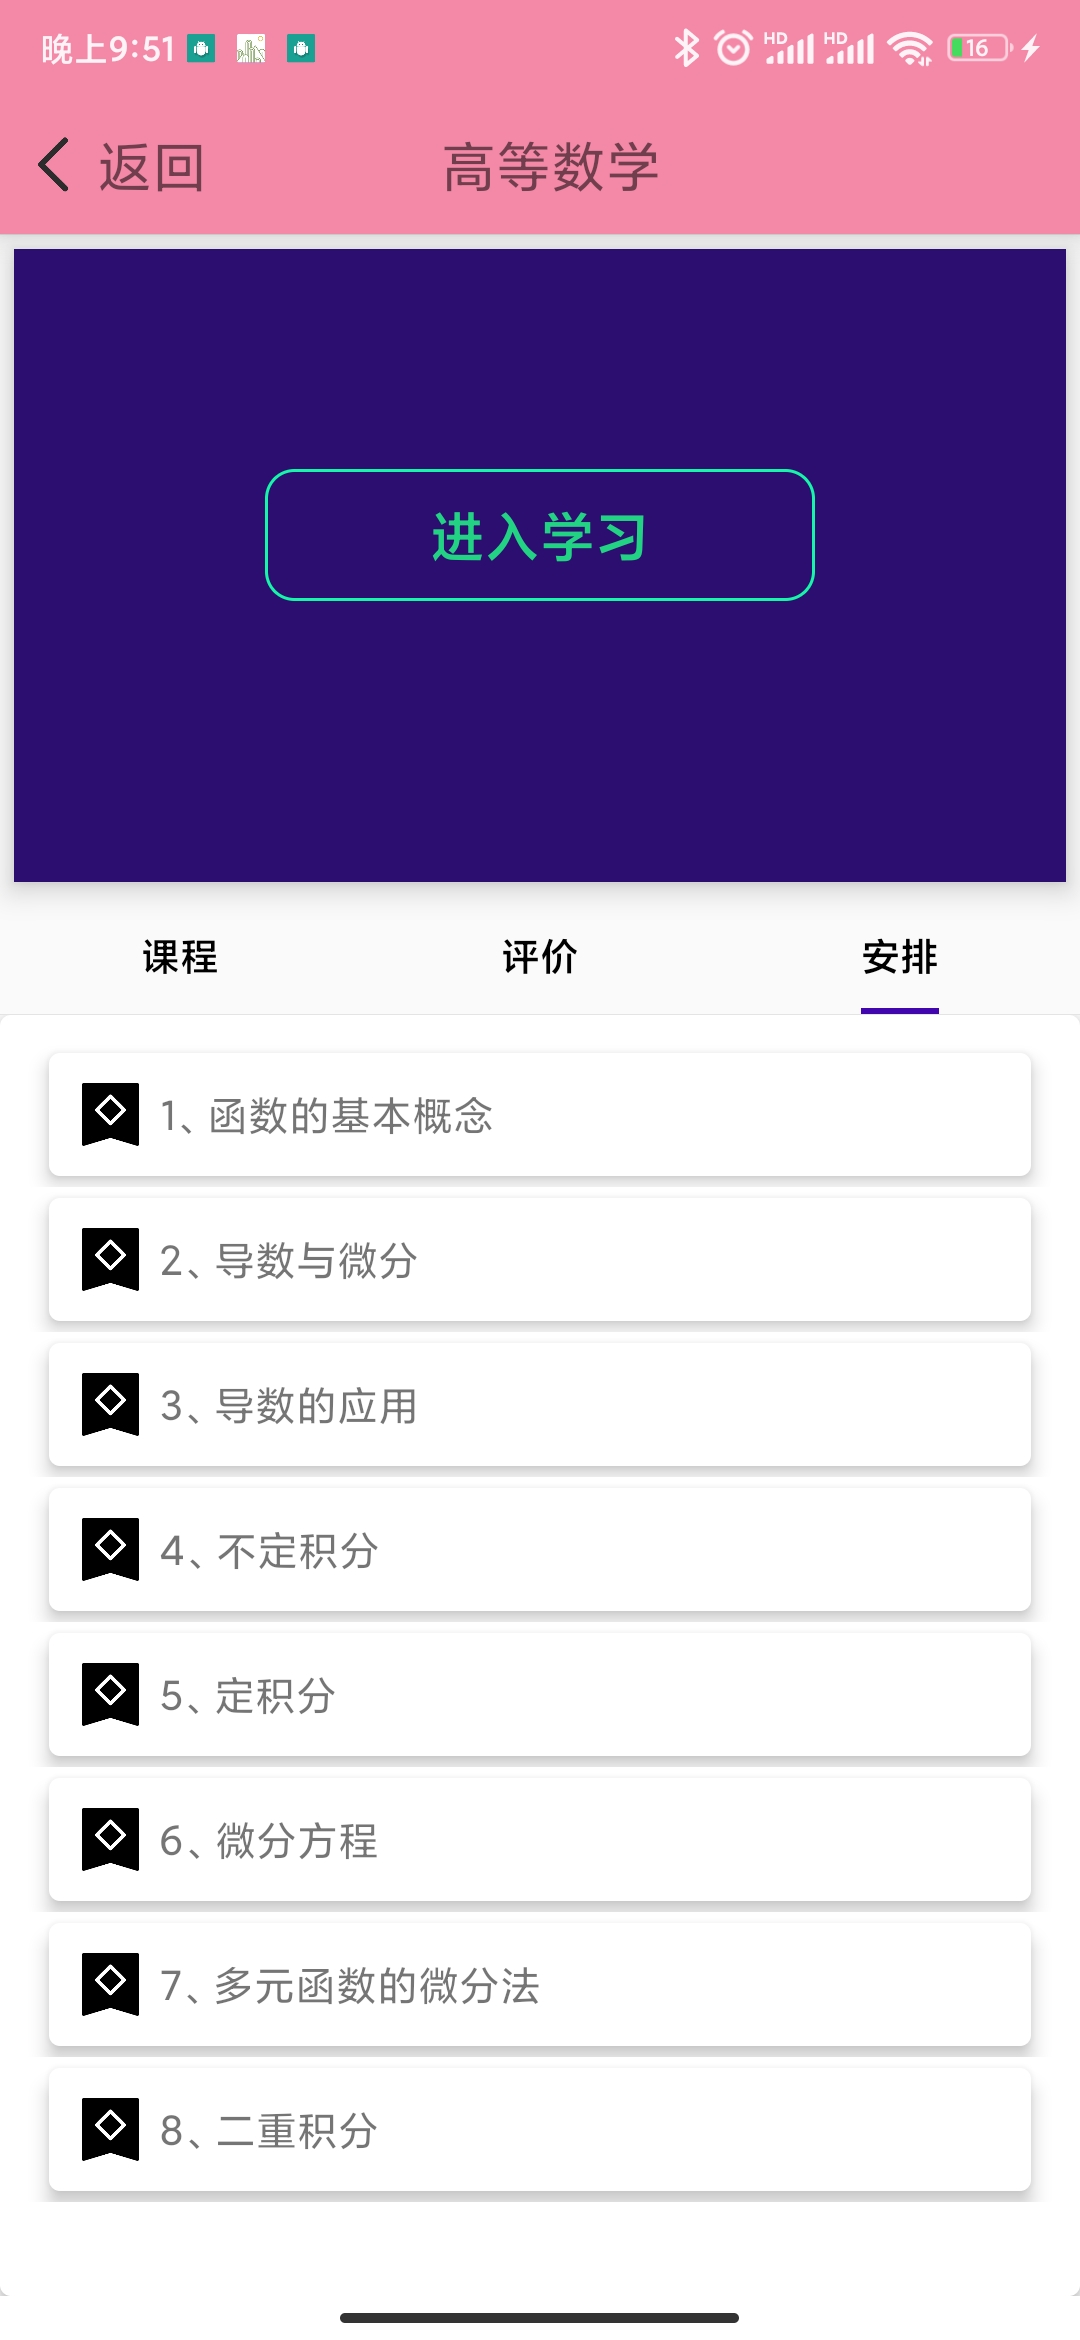 晚上9:51 HD HD 16
返回 高等数学
进入学习
课程 评价 安排
1、函数的基本概念
2、导数与微分
3、导数的应用
4、不定积分
5、定积分
6、微分方程
7、多元函数的微分法
8、二重积分